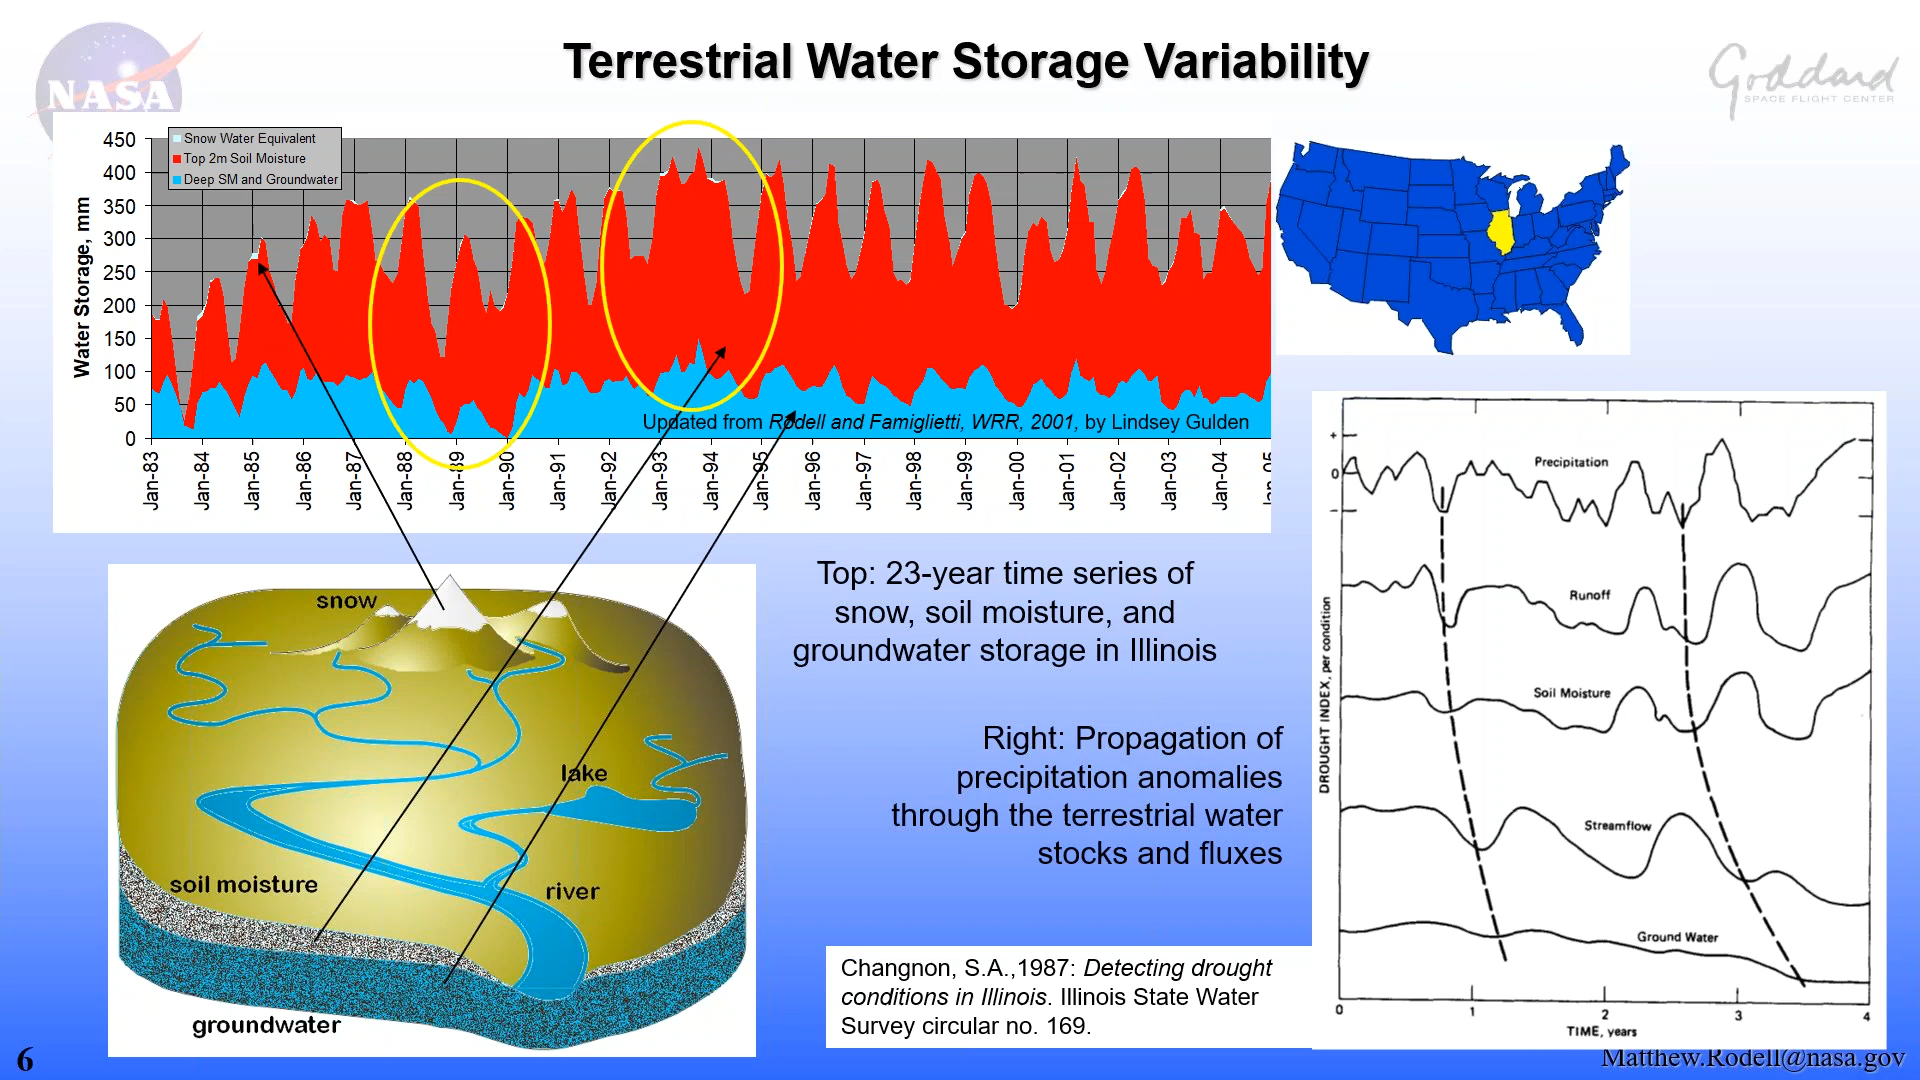 Terrestrial Water Storage Variability
NASA
Goddard
SPACE FLIGHT CENTER
Snow Water Equivalent
Top 2m Soil Moisture
Deep SM and Groundwater
Water Storage, mm
450
400
350
300
250
200
150
100
50
0
Updated from Rodell and Famiglietti, WRR, 2001, by Lindsey Gulden
Jan-83
Jan-84
Jan-85
Jan-86
Jan-87
Jan-88
Jan-89
Jan-90
Jan-91
Jan-92
Jan-93
Jan-94
Jan-95
Jan-96
Jan-97
Jan-98
Jan-99
Jan-00
Jan-01
Jan-02
Jan-03
Jan-04
Jan-05
snow
lake
soil moisture
river
groundwater
Top: 23-year time series of
snow, soil moisture, and
groundwater storage in Illinois
Right: Propagation of
precipitation anomalies
through the terrestrial water
stocks and fluxes
Changnon, S.A.,1987: Detecting drought
conditions in Illinois. Illinois State Water
Survey circular no. 169.
DROUGHT INDEX, per condition
+
0
−
Precipitation
Runoff
Soil Moisture
Streamflow
Ground Water
0 1 2 3 4
TIME, years
6
Matthew.Rodell@nasa.gov